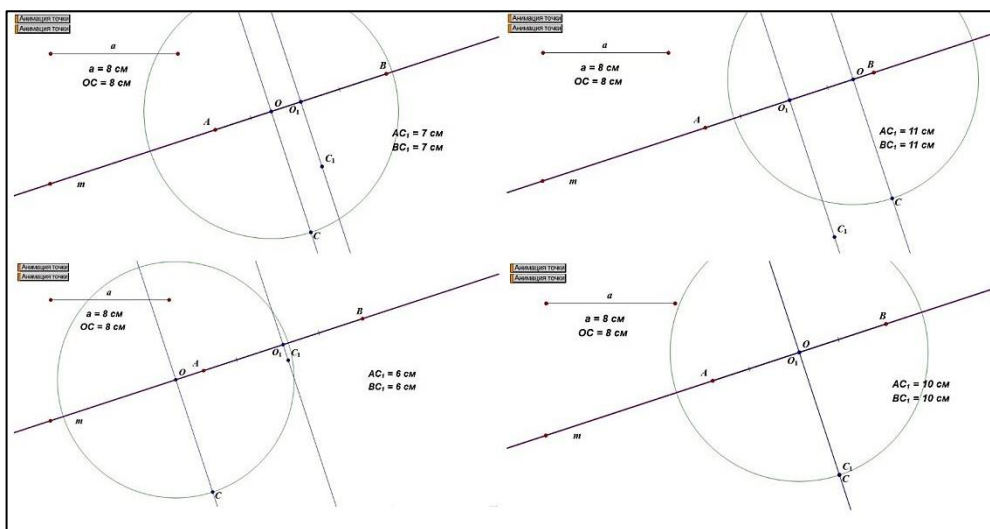 Анимация точки
Анимация точки
a
a = 8 см
OC = 8 см
B
O
O₁
A
AC₁ = 7 см
BC₁ = 7 см
C₁
m
C
Анимация точки
Анимация точки
a
a = 8 см
OC = 8 см
B
O
O₁
A
AC₁ = 11 см
BC₁ = 11 см
m
C
C₁
Анимация точки
Анимация точки
a
a = 8 см
OC = 8 см
B
O₁
C₁
A
O
AC₁ = 6 см
BC₁ = 6 см
m
C
Анимация точки
Анимация точки
a
a = 8 см
OC = 8 см
B
O
O₁
A
AC₁ = 10 см
BC₁ = 10 см
m
C₁
C